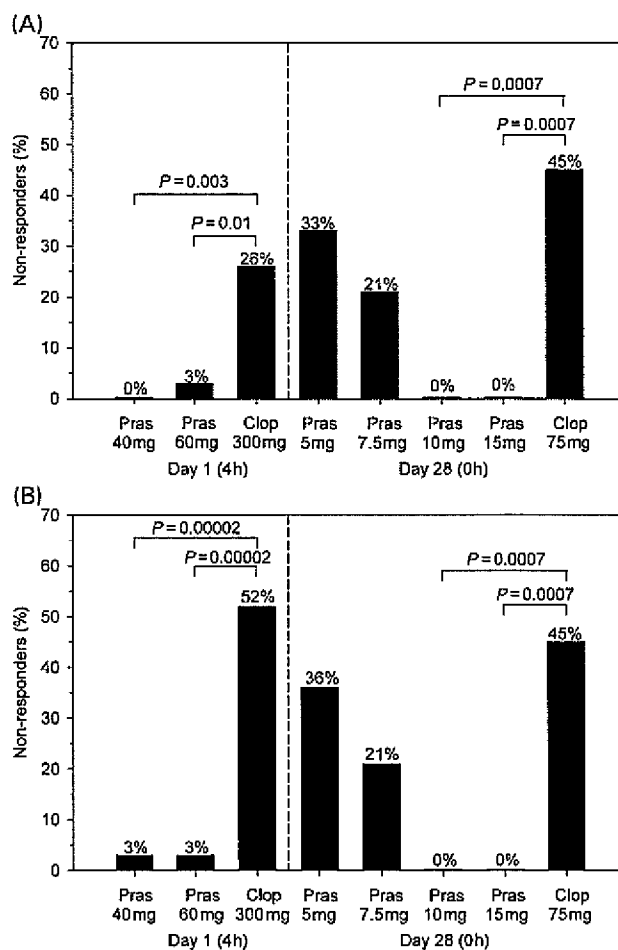 (A)
70
60
50
40
30
20
10
0
Non-responders (%)
P = 0.0007
P = 0.0007
P = 0.003
P = 0.01
45%
33%
26%
21%
3%
0%
0%
0%
Pras Pras Clop Pras Pras Pras Pras Clop
40mg 60mg 300mg 5mg 7.5mg 10mg 15mg 75mg
Day 1 (4h) Day 28 (0h)
(B)
70
60
50
40
30
20
10
0
Non-responders (%)
P = 0.00002
P = 0.00002
P = 0.0007
P = 0.0007
52%
45%
36%
21%
3%
3%
0%
0%
Pras Pras Clop Pras Pras Pras Pras Clop
40mg 60mg 300mg 5mg 7.5mg 10mg 15mg 75mg
Day 1 (4h) Day 28 (0h)